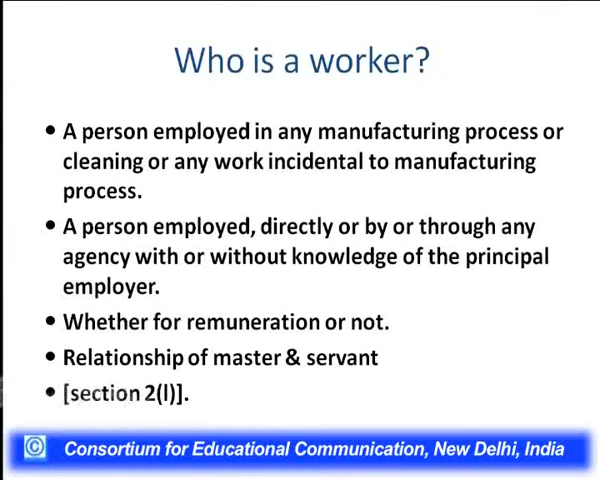 Who is a worker?
• A person employed in any manufacturing process or
cleaning or any work incidental to manufacturing
process.
• A person employed, directly or by or through any
agency with or without knowledge of the principal
employer.
• Whether for remuneration or not.
• Relationship of master & servant
• [section 2(l)].
© Consortium for Educational Communication, New Delhi, India